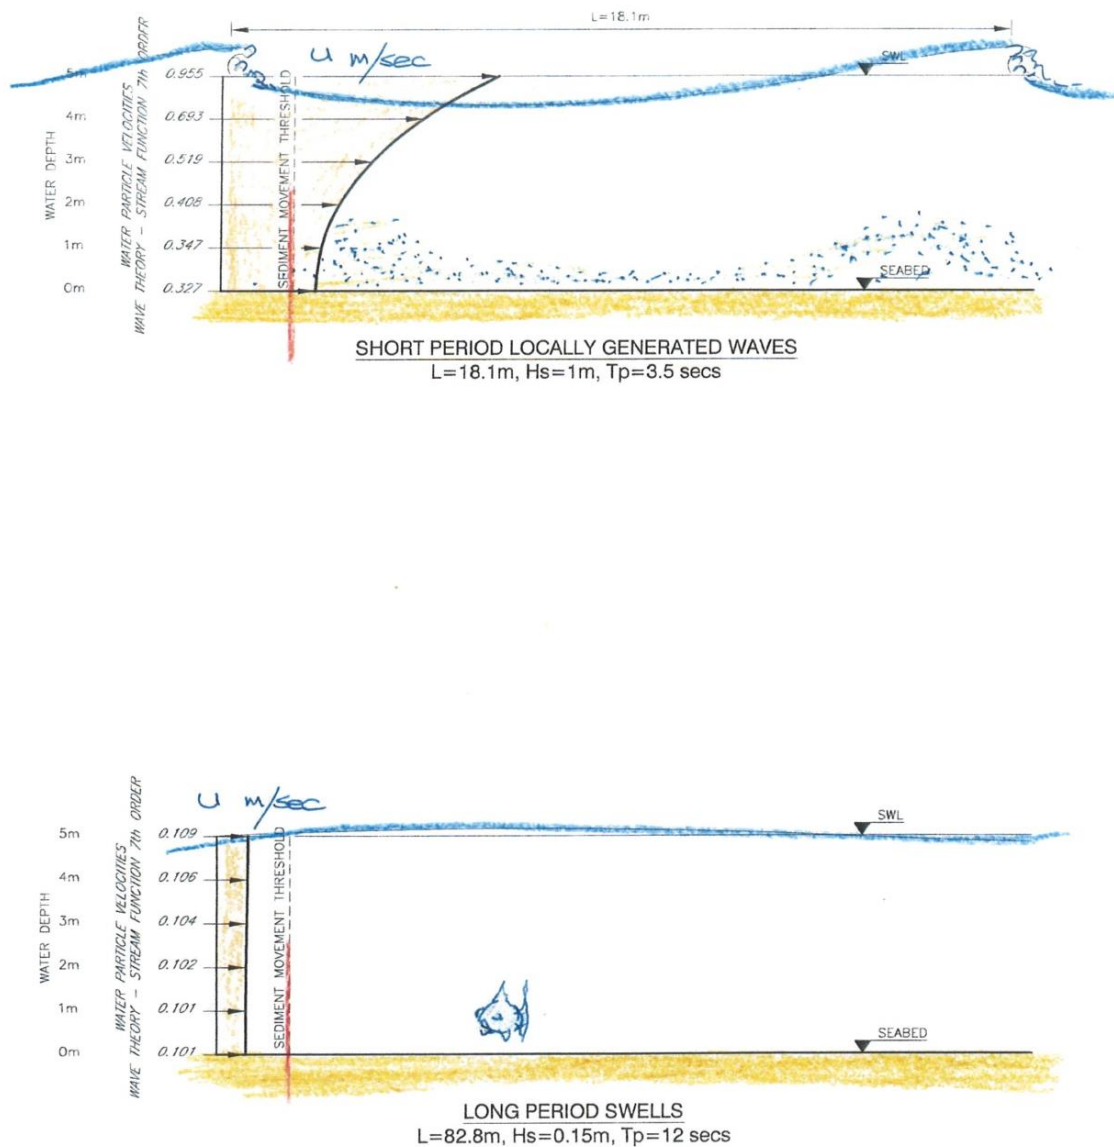 L=18.1m
U m/sec
SWL
5m 0.955
4m 0.693
3m 0.519
2m 0.408
1m 0.347
0m 0.327
WATER DEPTH
WATER PARTICLE VELOCITIES
WAVE THEORY - STREAM FUNCTION 7th ORDER
SEDIMENT MOVEMENT THRESHOLD
SEABED
SHORT PERIOD LOCALLY GENERATED WAVES
L=18.1m, Hs=1m, Tp=3.5 secs
U m/sec
SWL
5m 0.109
4m 0.106
3m 0.104
2m 0.102
1m 0.101
0m 0.101
WATER DEPTH
WATER PARTICLE VELOCITIES
WAVE THEORY - STREAM FUNCTION 7th ORDER
SEDIMENT MOVEMENT THRESHOLD
SEABED
LONG PERIOD SWELLS
L=82.8m, Hs=0.15m, Tp=12 secs